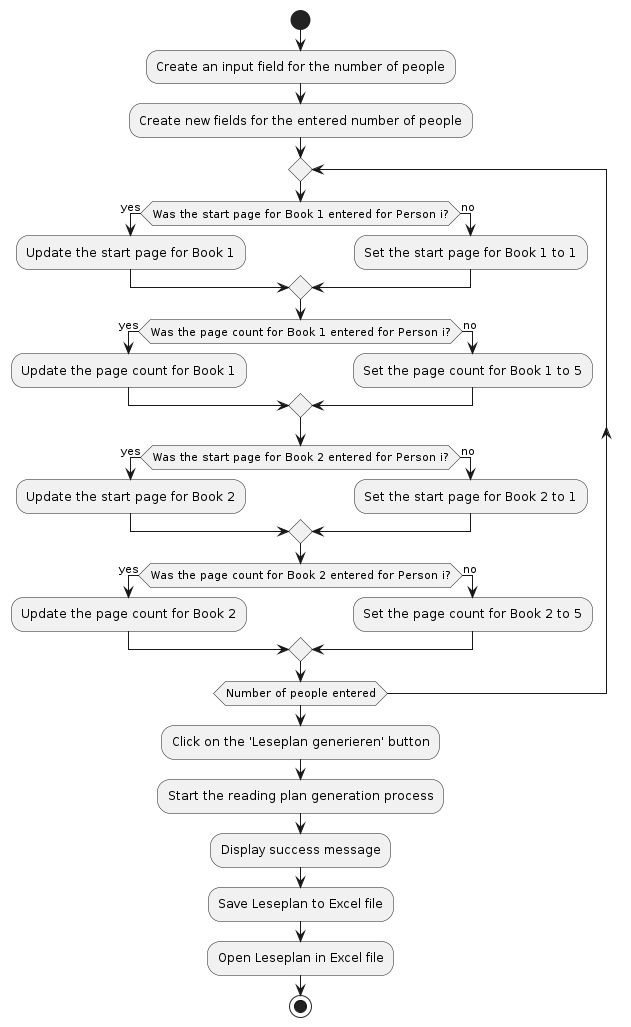 Create an input field for the number of people
Create new fields for the entered number of people
yes
Was the start page for Book 1 entered for Person i?
no
Update the start page for Book 1
Set the start page for Book 1 to 1
yes
Was the page count for Book 1 entered for Person i?
no
Update the page count for Book 1
Set the page count for Book 1 to 5
yes
Was the start page for Book 2 entered for Person i?
no
Update the start page for Book 2
Set the start page for Book 2 to 1
yes
Was the page count for Book 2 entered for Person i?
no
Update the page count for Book 2
Set the page count for Book 2 to 5
Number of people entered
Click on the 'Leseplan generieren' button
Start the reading plan generation process
Display success message
Save Leseplan to Excel file
Open Leseplan in Excel file